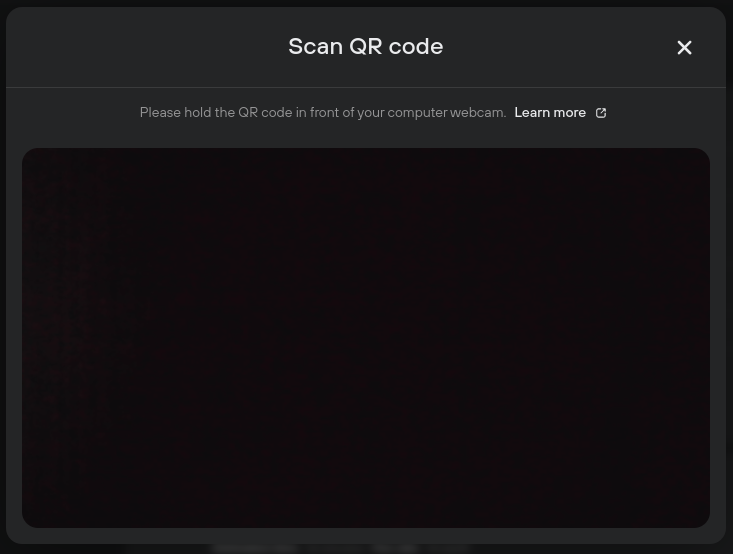 Scan QR code
Please hold the QR code in front of your computer webcam. Learn more